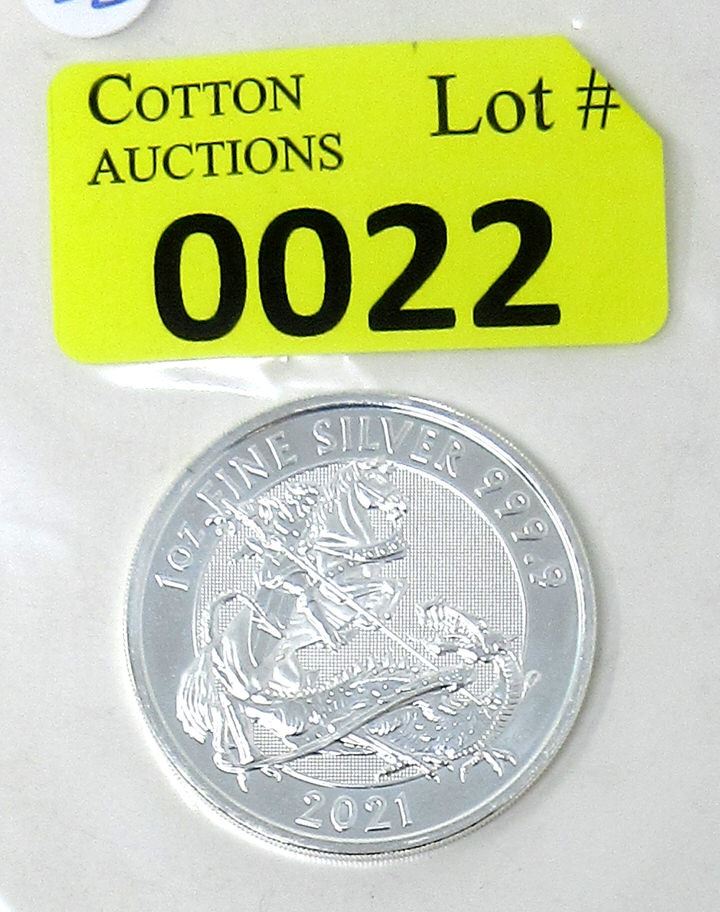 COTTON
AUCTIONS
Lot #
0022
1oz FINE SILVER 999.9
2021